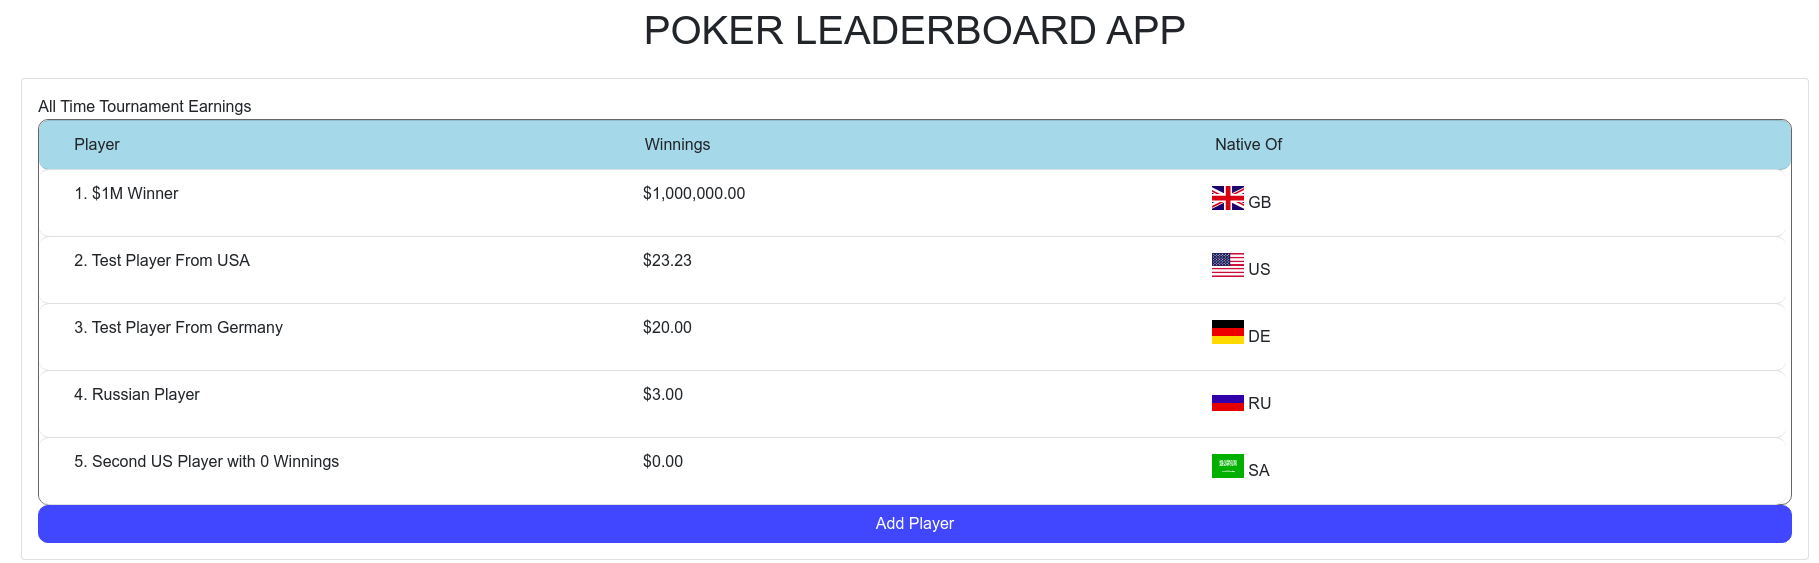 POKER LEADERBOARD APP
All Time Tournament Earnings
Player Winnings Native Of
1. $1M Winner $1,000,000.00 GB
2. Test Player From USA $23.23 US
3. Test Player From Germany $20.00 DE
4. Russian Player $3.00 RU
5. Second US Player with 0 Winnings $0.00 SA
Add Player